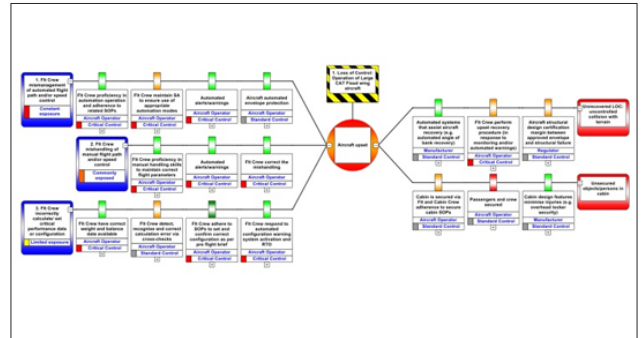 1. Loss of Control:
Operation of Large
CAT Fixed wing
aircraft
Aircraft upset
1. Flt Crew
mismanagement
of automated flight
path and/or speed
control
Constant
exposure
Flt Crew proficiency in
automation operation
and adherence to
related SOPs
Aircraft Operator
Critical Control
Flt Crew maintain SA
to ensure use of
appropriate
automation modes
Aircraft Operator
Critical Control
Automated
alerts/warnings
Aircraft Operator
Critical Control
Aircraft automated
envelope protection
Aircraft Operator
Standard Control
2. Flt Crew
mishandling of
manual flight path
and/or speed
control
Commonly
exposed
Flt Crew proficiency in
manual handling skills
to maintain correct
flight parameters
Aircraft Operator
Critical Control
Automated
alerts/warnings
Aircraft Operator
Critical Control
Flt Crew correct the
mishandling
Aircraft Operator
Critical Control
3. Flt Crew
incorrectly
calculate/ set
critical
performance data
or configuration
Limited exposure
Flt Crew have correct
weight and balance
data available
Aircraft Operator
Critical Control
Flt Crew detect,
recognise and correct
calculation error via
cross-checks
Aircraft Operator
Standard Control
Flt Crew adhere to
SOPs to set and
confirm correct
configuration as per
pre flight brief
Aircraft Operator
Critical Control
Flt Crew respond to
automated
configuration warning
system activation and
RTO
Aircraft Operator
Critical Control
Automated systems
that assist aircraft
recovery (e.g.
automated angle of
bank recovery)
Manufacturer
Standard Control
Flt Crew perform
upset recovery
procedure (in
response to
monitoring and/or
automated warnings)
Aircraft Operator
Critical Control
Aircraft structural
design certification
margin between
approved envelope
and structural failure
Regulator
Standard Control
Unrecovered LOC:
uncontrolled
collision with
terrain
Cabin is secured via
Flt and Cabin Crew
adherence to secure
cabin SOPs
Aircraft Operator
Standard Control
Passengers and crew
secured
Aircraft Operator
Critical Control
Cabin design features
minimise injuries (e.g.
overhead locker
security)
Manufacturer
Standard Control
Unsecured
objects/persons in
cabin